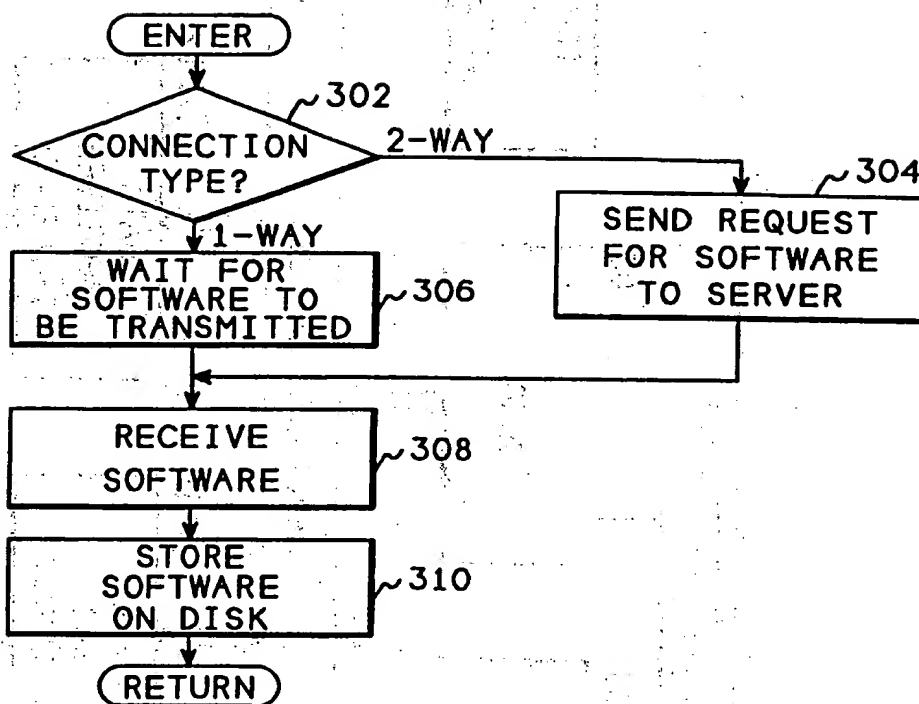 ENTER
302
CONNECTION
TYPE?
2-WAY
304
SEND REQUEST
FOR SOFTWARE
TO SERVER
1-WAY
WAIT FOR
SOFTWARE TO
BE TRANSMITTED
306
RECEIVE
SOFTWARE
308
STORE
SOFTWARE
ON DISK
310
RETURN